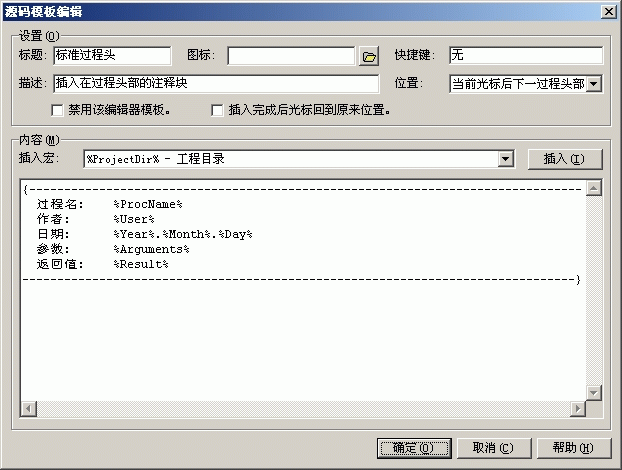 源码模板编辑
设置(O)
标题: 标准过程头 图标: 快捷键: 无
描述: 插入在过程头部的注释块 位置: 当前光标后下一过程头部
禁用该编辑器模板。 插入完成后光标回到原来位置。
内容(M)
插入宏: %ProjectDir% - 工程目录 插入(I)
{-------------------------------------------------------------------------------
过程名: %ProcName%
作者: %User%
日期: %Year%.%Month%.%Day%
参数: %Arguments%
返回值: %Result%
-------------------------------------------------------------------------------}
确定(O) 取消(C) 帮助(H)